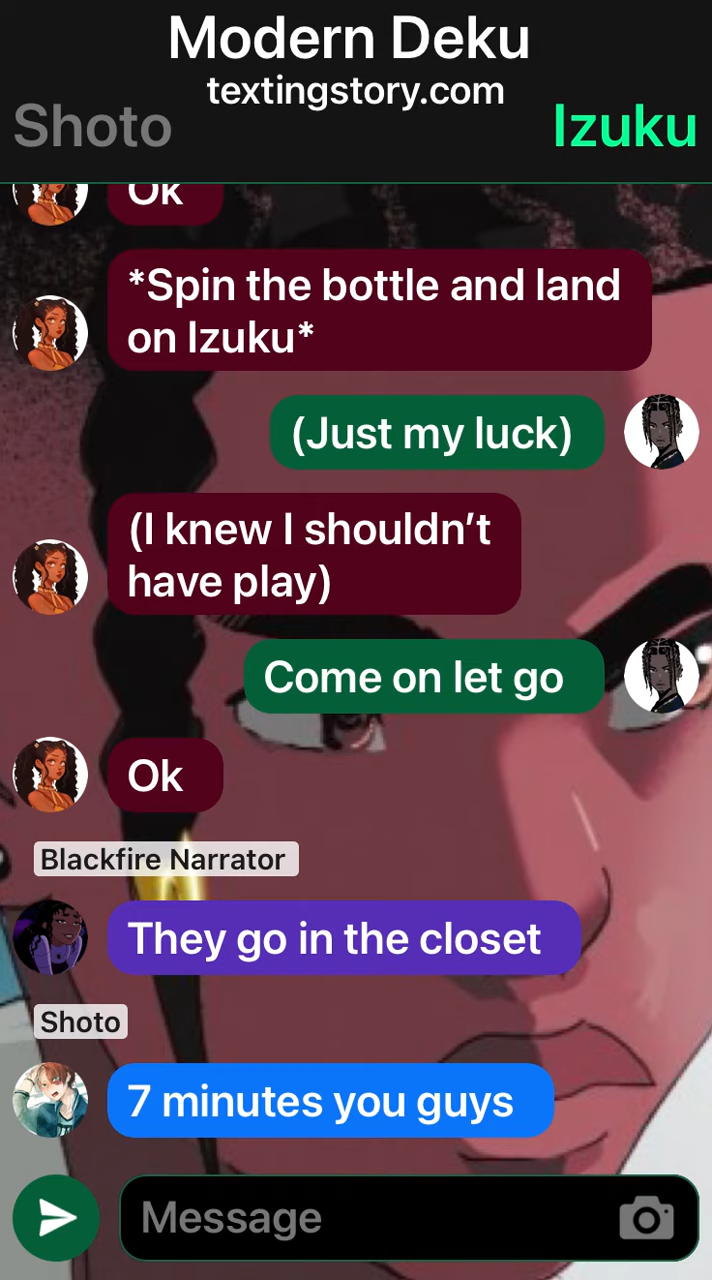 Modern Deku
textingstory.com
Shoto
Izuku
Ok
*Spin the bottle and land
on Izuku*
(Just my luck)
(I knew I shouldn’t
have play)
Come on let go
Ok
Blackfire Narrator
They go in the closet
Shoto
7 minutes you guys
Message